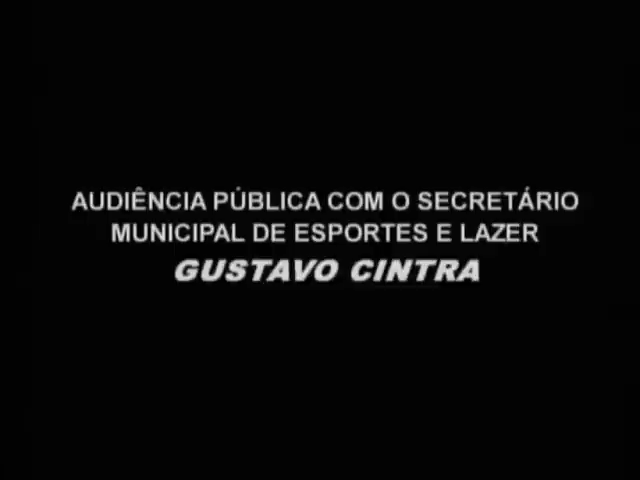 AUDIÊNCIA PÚBLICA COM O SECRETÁRIO
MUNICIPAL DE ESPORTES E LAZER
GUSTAVO CINTRA